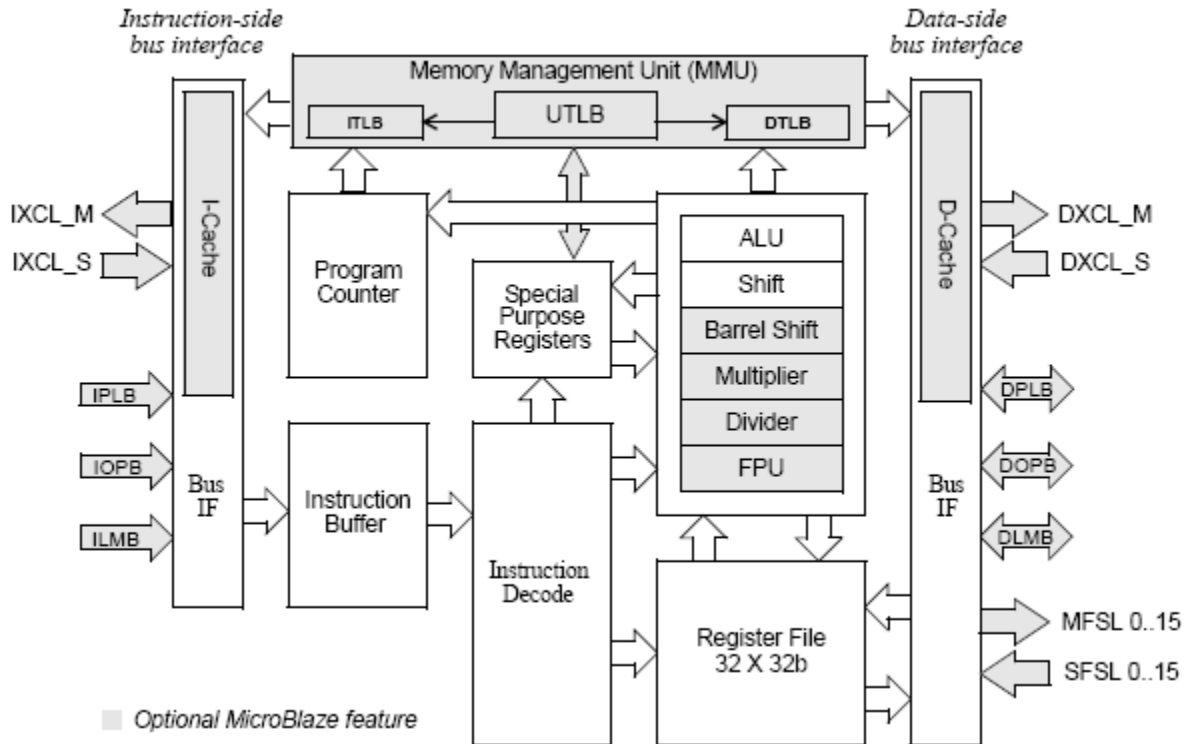 Instruction-side
bus interface
Data-side
bus interface
Memory Management Unit (MMU)
ITLB
UTLB
DTLB
I-Cache
D-Cache
IXCL_M
IXCL_S
DXCL_M
DXCL_S
Program
Counter
Special
Purpose
Registers
ALU
Shift
Barrel Shift
Multiplier
Divider
FPU
IPLB
IOPB
ILMB
Bus
IF
Instruction
Buffer
Instruction
Decode
Register File
32 X 32b
Bus
IF
DPLB
DOPB
DLMB
MFSL 0..15
SFSL 0..15
Optional MicroBlaze feature